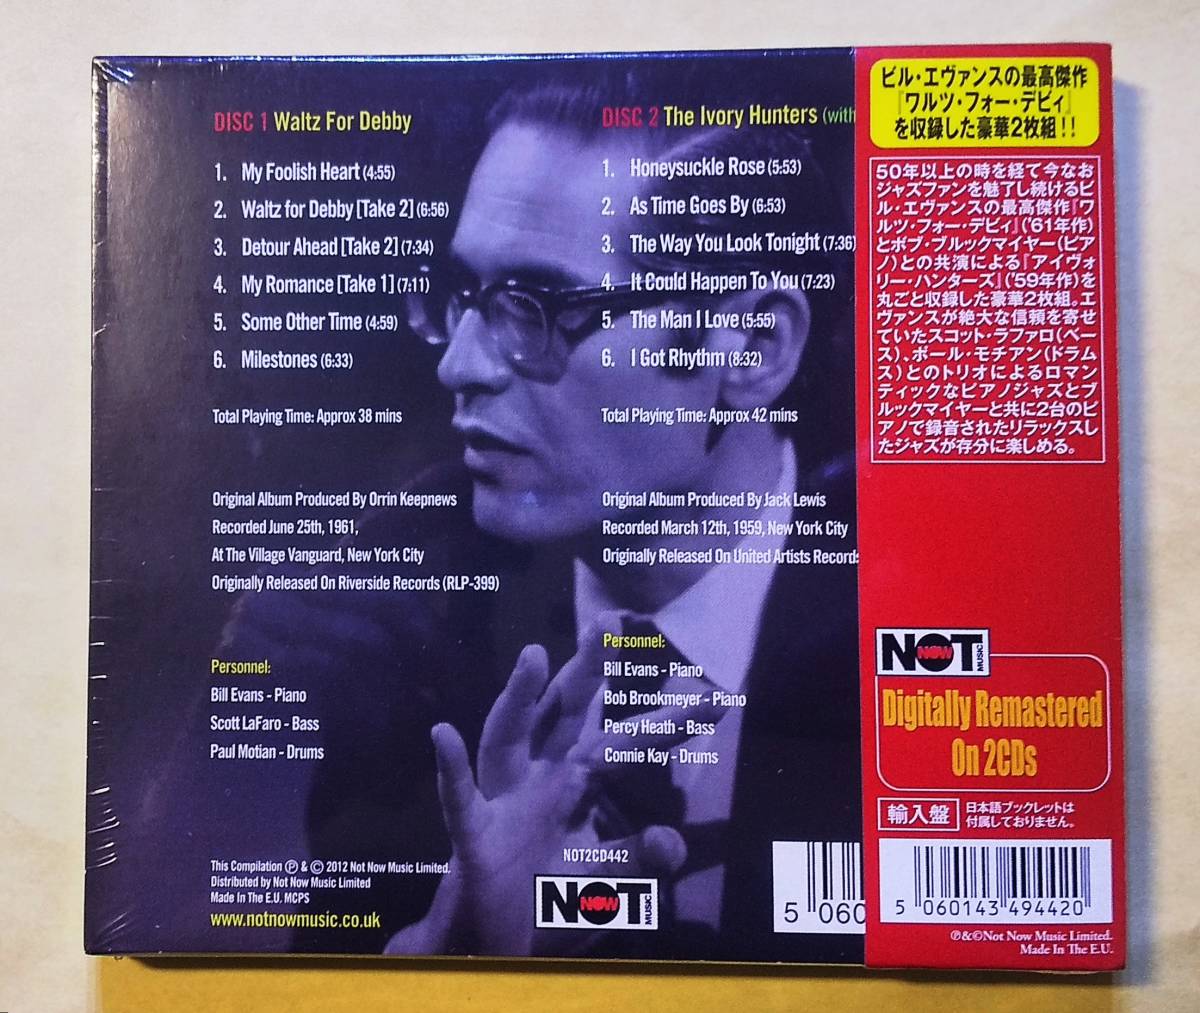 DISC 1 Waltz For Debby
1. My Foolish Heart (4:55)
2. Waltz for Debby [Take 2] (6:56)
3. Detour Ahead [Take 2] (7:34)
4. My Romance [Take 1] (7:11)
5. Some Other Time (4:59)
6. Milestones (6:33)
Total Playing Time: Approx 38 mins
Original Album Produced By Orrin Keepnews
Recorded June 25th, 1961,
At The Village Vanguard, New York City
Originally Released On Riverside Records (RLP-399)
Personnel:
Bill Evans - Piano
Scott LaFaro - Bass
Paul Motian - Drums
This Compilation Ⓟ & © 2012 Not Now Music Limited.
Distributed by Not Now Music Limited
Made In The E.U. MCPS
www.notnowmusic.co.uk
DISC 2 The Ivory Hunters (with
1. Honeysuckle Rose (5:53)
2. As Time Goes By (6:53)
3. The Way You Look Tonight (7:36)
4. It Could Happen To You (7:23)
5. The Man I Love (5:55)
6. I Got Rhythm (8:32)
Total Playing Time: Approx 42 mins
Original Album Produced By Jack Lewis
Recorded March 12th, 1959, New York City
Originally Released On United Artists Record
Personnel:
Bill Evans - Piano
Bob Brookmeyer - Piano
Percy Heath - Bass
Connie Kay - Drums
NOT2CD442
NOT NOW MUSIC
5 060
ビル・エヴァンスの最高傑作
『ワルツ・フォー・デビィ』
を収録した豪華2枚組!!
50年以上の時を経て今なお
ジャズファンを魅了し続けるビ
ル・エヴァンスの最高傑作『ワ
ルツ・フォー・デビィ』('61年作)
とボブ・ブルックマイヤー(ピア
ノ)との共演による『アイヴォ
リー・ハンターズ』('59年作)を
丸ごと収録した豪華2枚組。エ
ヴァンスが絶大な信頼を寄せ
ていたスコット・ラファロ(ベー
ス)、ポール・モチアン(ドラム
ス)とのトリオによるロマン
ティックなピアノジャズとブ
ルックマイヤーと共に2台のピ
アノで録音されたリラックスし
たジャズが存分に楽しめる。
NOT NOW MUSIC
Digitally Remastered
On 2CDs
輸入盤
日本語ブックレットは
付属しておりません。
5 060143 494420
Ⓟ&©Not Now Music Limited.
Made In The E.U.